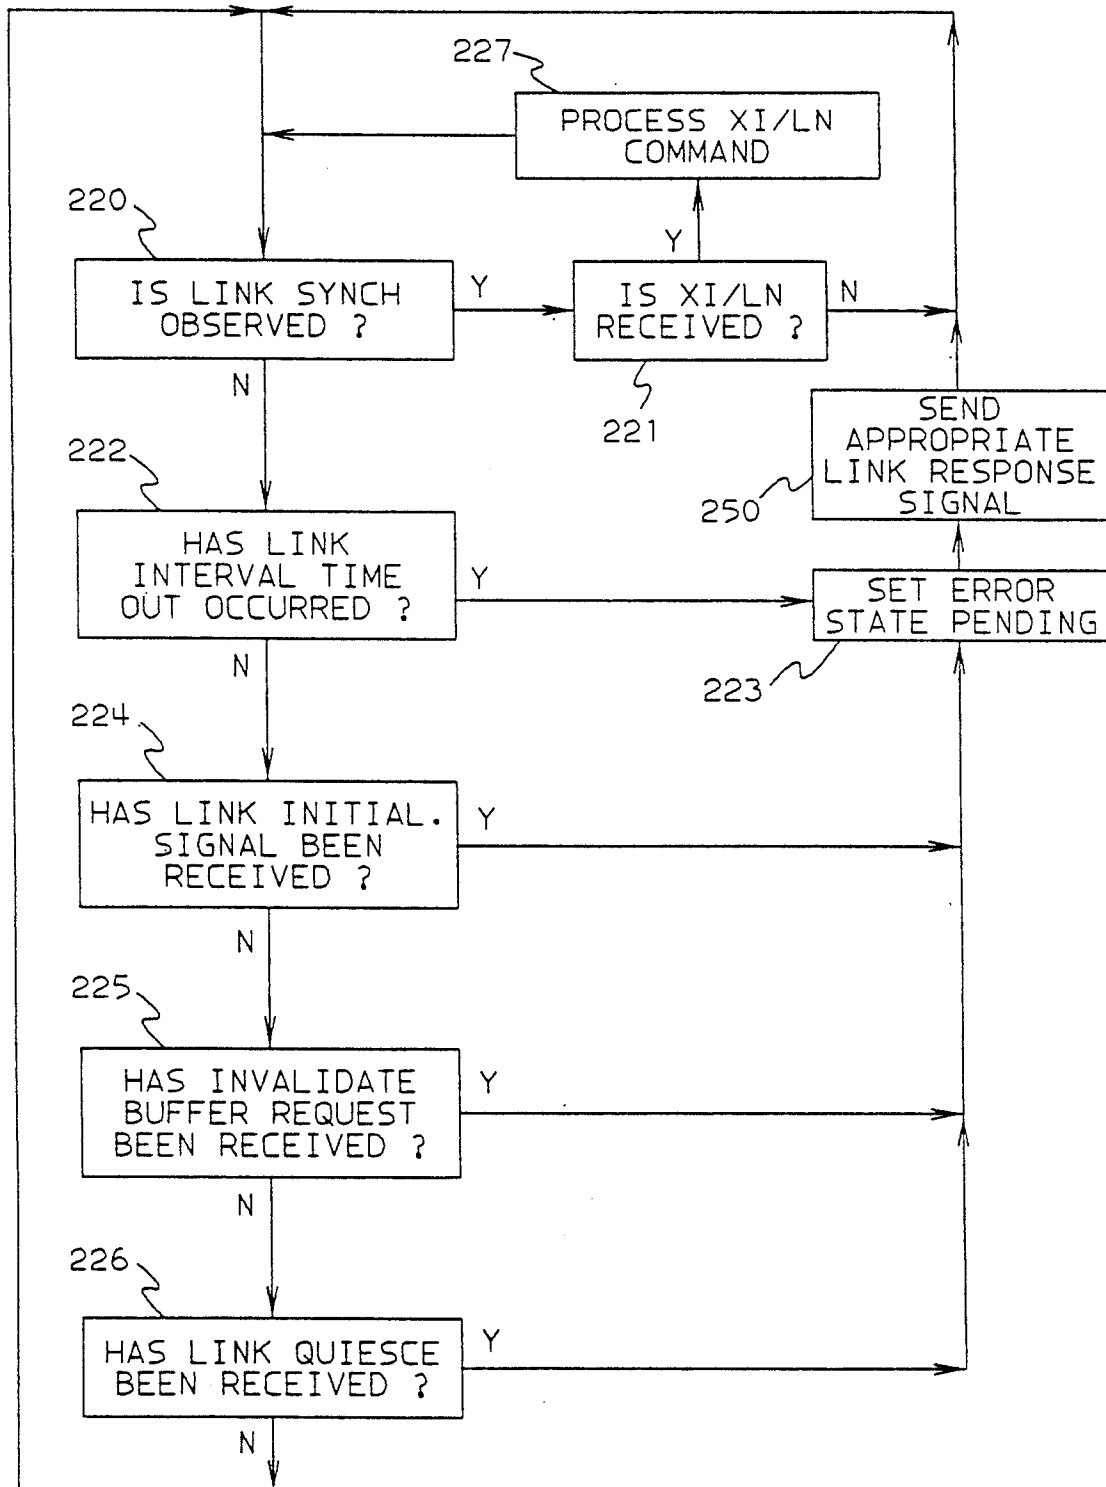 227
PROCESS XI/LN
COMMAND
220
Y
IS LINK SYNCH
OBSERVED ?
Y
IS XI/LN
RECEIVED ?
N
N
221
SEND
APPROPRIATE
LINK RESPONSE
SIGNAL
250
222
HAS LINK
INTERVAL TIME
OUT OCCURRED ?
Y
SET ERROR
STATE PENDING
N
223
224
HAS LINK INITIAL.
SIGNAL BEEN
RECEIVED ?
Y
N
225
HAS INVALIDATE
BUFFER REQUEST
BEEN RECEIVED ?
Y
N
226
HAS LINK QUIESCE
BEEN RECEIVED ?
Y
N